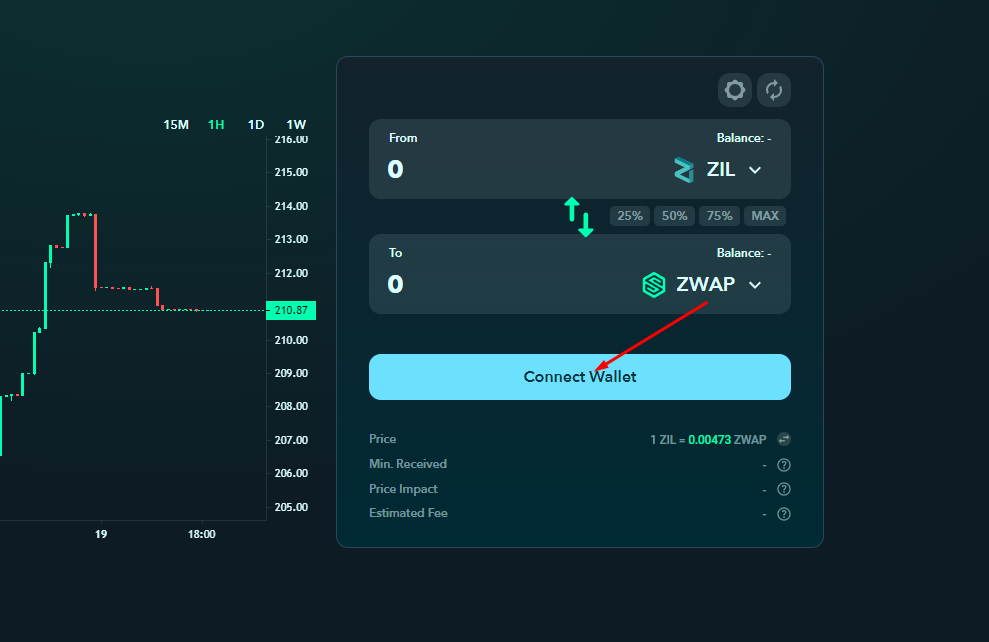 15M 1H 1D 1W
216.00
215.00
214.00
213.00
212.00
210.87
210.00
209.00
208.00
207.00
206.00
205.00
19 18:00
From Balance: -
0 ZIL
25% 50% 75% MAX
To Balance: -
0 ZWAP
Connect Wallet
Price 1 ZIL = 0.00473 ZWAP
Min. Received - ?
Price Impact - ?
Estimated Fee - ?